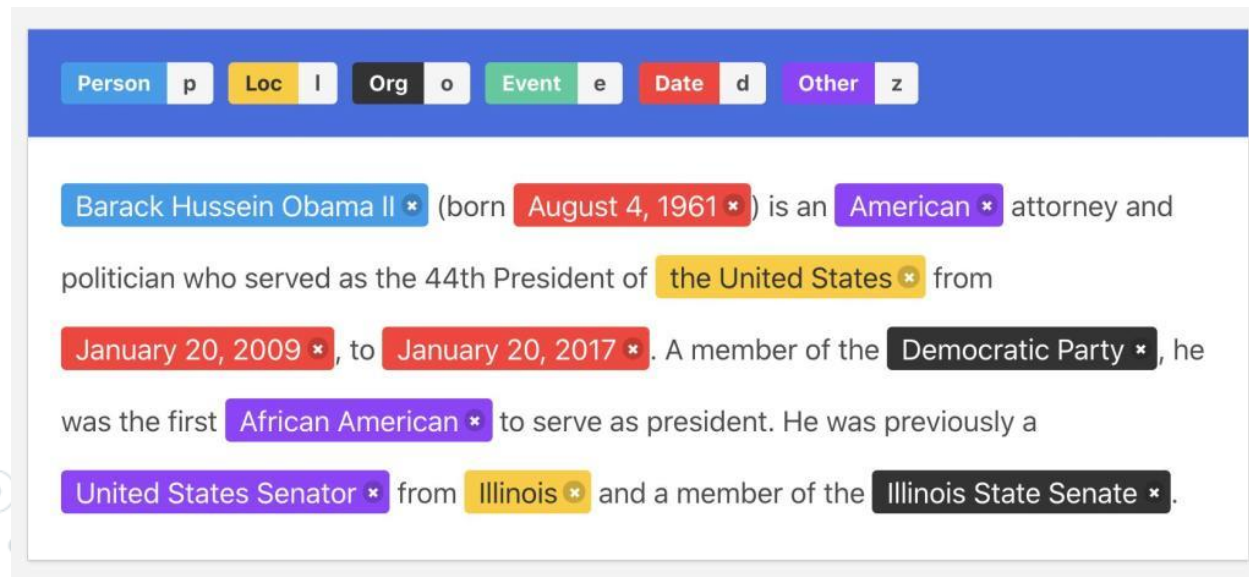 Person p Loc l Org o Event e Date d Other z
Barack Hussein Obama II (born August 4, 1961) is an American attorney and
politician who served as the 44th President of the United States from
January 20, 2009, to January 20, 2017. A member of the Democratic Party, he
was the first African American to serve as president. He was previously a
United States Senator from Illinois and a member of the Illinois State Senate.